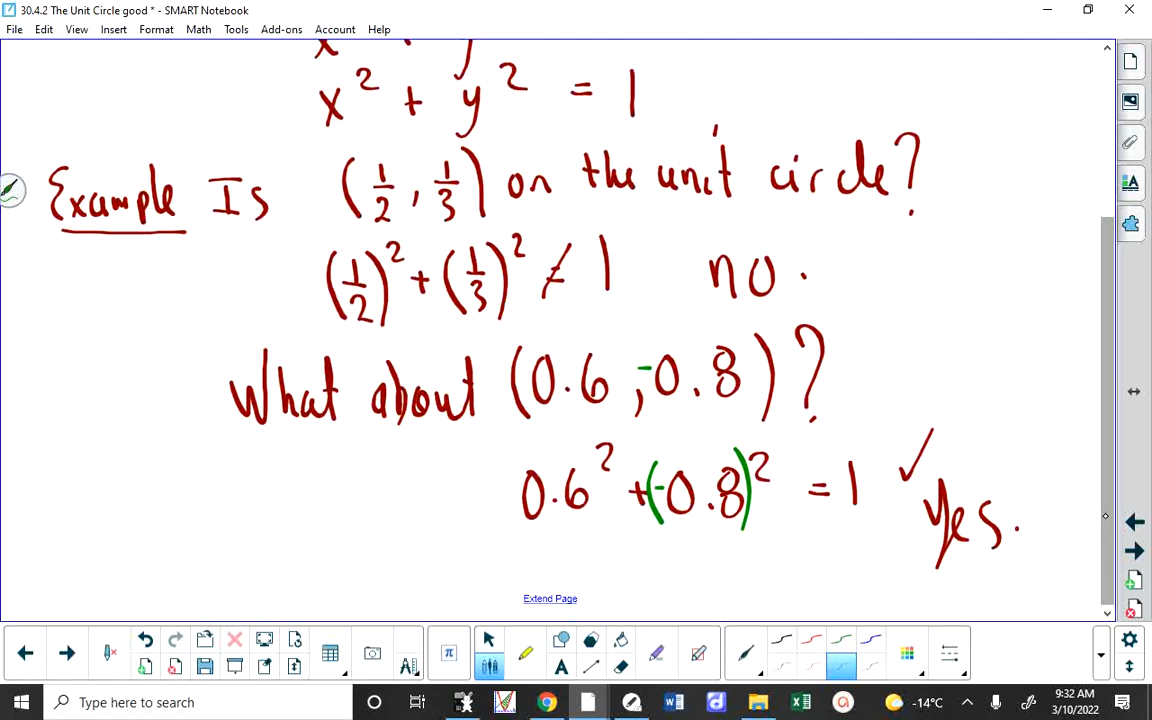 30.4.2 The Unit Circle good * - SMART Notebook
File Edit View Insert Format Math Tools Add-ons Account Help
x² + y² = 1
Example Is (1/2, 1/3) on the unit circle?
(1/2)² + (1/3)² ≠ 1 no.
What about (0.6, -0.8)?
0.6² + (-0.8)² = 1 ✓
Yes.
Extend Page
Type here to search
-14°C
9:32 AM
3/10/2022